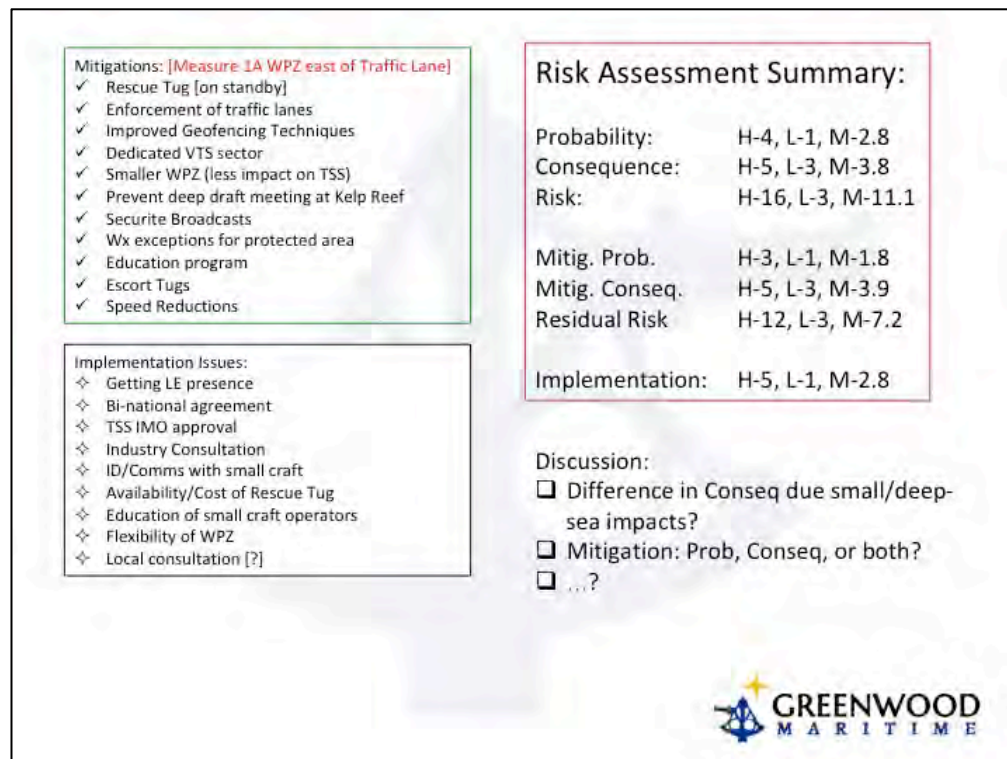 Mitigations: [Measure 1A WPZ east of Traffic Lane]
✓ Rescue Tug [on standby]
✓ Enforcement of traffic lanes
✓ Improved Geofencing Techniques
✓ Dedicated VTS sector
✓ Smaller WPZ (less impact on TSS)
✓ Prevent deep draft meeting at Kelp Reef
✓ Securite Broadcasts
✓ Wx exceptions for protected area
✓ Education program
✓ Escort Tugs
✓ Speed Reductions
Implementation Issues:
✧ Getting LE presence
✧ Bi-national agreement
✧ TSS IMO approval
✧ Industry Consultation
✧ ID/Comms with small craft
✧ Availability/Cost of Rescue Tug
✧ Education of small craft operators
✧ Flexibility of WPZ
✧ Local consultation [?]
Risk Assessment Summary:
Probability: H-4, L-1, M-2.8
Consequence: H-5, L-3, M-3.8
Risk: H-16, L-3, M-11.1
Mitig. Prob. H-3, L-1, M-1.8
Mitig. Conseq. H-5, L-3, M-3.9
Residual Risk H-12, L-3, M-7.2
Implementation: H-5, L-1, M-2.8
Discussion:
❑ Difference in Conseq due small/deep-
sea impacts?
❑ Mitigation: Prob, Conseq, or both?
❑ ...?
GREENWOOD
MARITIME